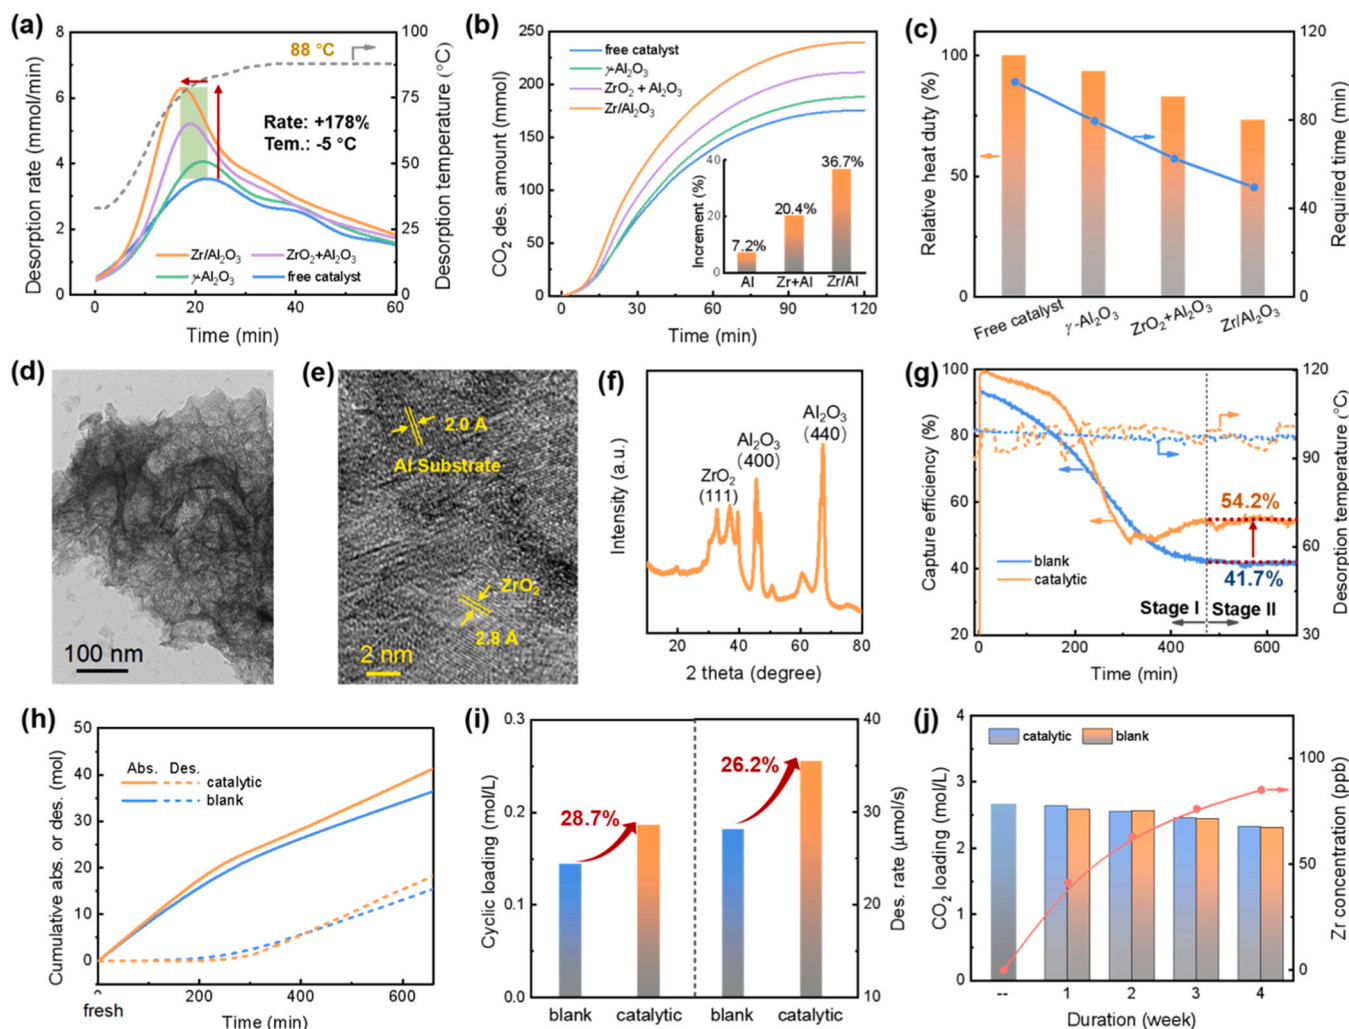 (a)
Desorption rate (mmol/min)
8
6
4
2
0
0
20
40
60
Time (min)
100
75
50
25
0
Desorption temperature (°C)
88 °C
Rate: +178%
Tem.: -5 °C
Zr/Al₂O₃
ZrO₂+Al₂O₃
γ-Al₂O₃
free catalyst
(b)
CO₂ des. amount (mmol)
250
200
150
100
50
0
0
30
60
90
120
Time (min)
free catalyst
γ-Al₂O₃
ZrO₂ + Al₂O₃
Zr/Al₂O₃
Increment (%)
40
20
0
7.2%
20.4%
36.7%
Al
Zr+Al
Zr/Al
(c)
Relative heat duty (%)
100
50
0
120
80
40
0
Required time (min)
Free catalyst
γ-Al₂O₃
ZrO₂+Al₂O₃
Zr/Al₂O₃
(d)
100 nm
(e)
2.0 Å
Al Substrate
ZrO₂
2.8 Å
2 nm
(f)
Intensity (a.u.)
ZrO₂
(111)
Al₂O₃
(400)
Al₂O₃
(440)
20
40
60
80
2 theta (degree)
(g)
Capture efficiency (%)
100
80
60
40
20
0
200
400
600
Time (min)
120
90
60
30
Desorption temperature (°C)
54.2%
41.7%
blank
catalytic
Stage I
Stage II
(h)
Cumulative abs. or des. (mol)
50
40
30
20
10
0
fresh
200
400
600
Time (min)
Abs. Des.
catalytic
blank
(i)
Cyclic loading (mol/L)
0.3
0.2
0.1
0.0
40
30
20
10
Des. rate (μmol/s)
28.7%
26.2%
blank
catalytic
blank
catalytic
(j)
CO₂ loading (mol/L)
4
3
2
1
0
catalytic
blank
100
50
0
Zr concentration (ppb)
--
1
2
3
4
Duration (week)